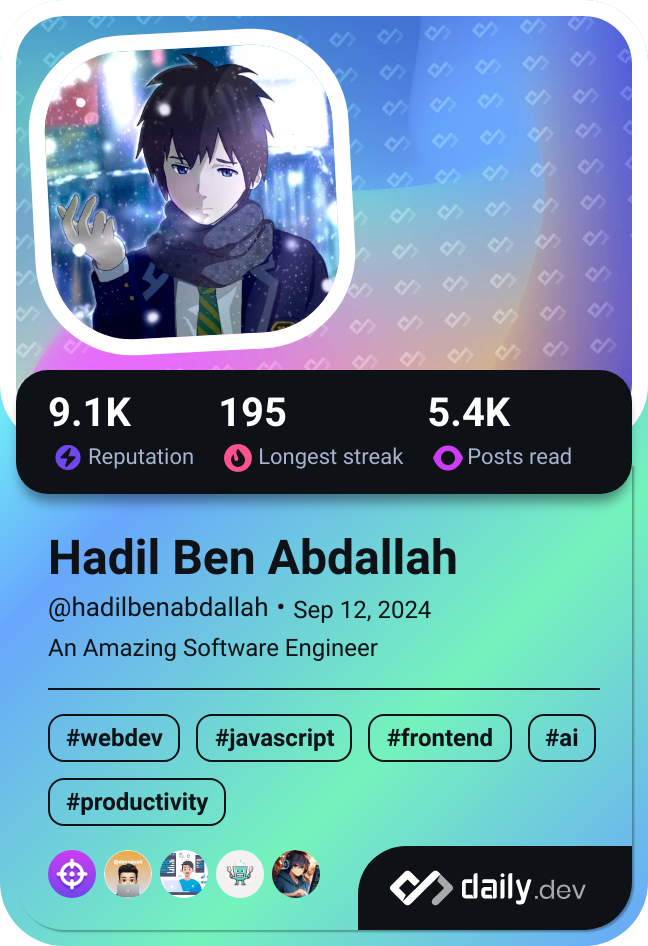 9.1K 195 5.4K
Reputation Longest streak Posts read
Hadil Ben Abdallah
@hadilbenabdallah • Sep 12, 2024
An Amazing Software Engineer
#webdev #javascript #frontend #ai
#productivity
daily.dev